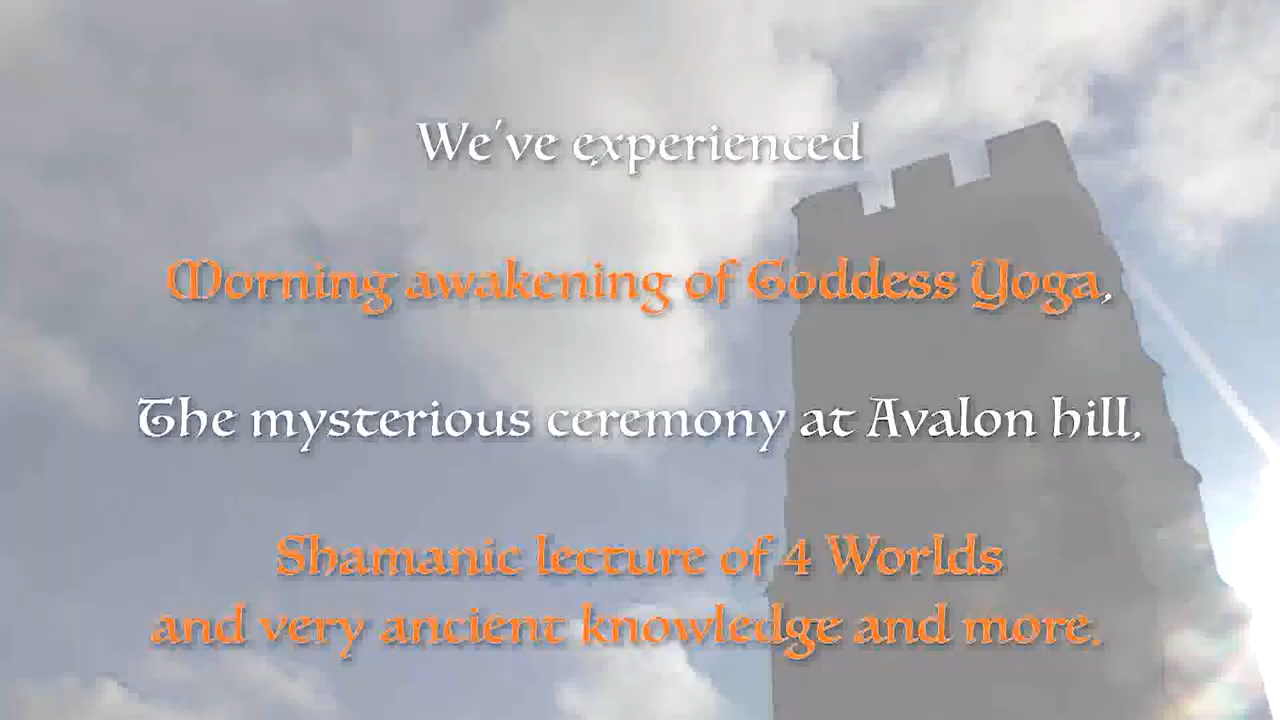 We've experienced
Morning awakening of Goddess Yoga,
The mysterious ceremony at Avalon hill,
Shamanic lecture of 4 Worlds
and very ancient knowledge and more.